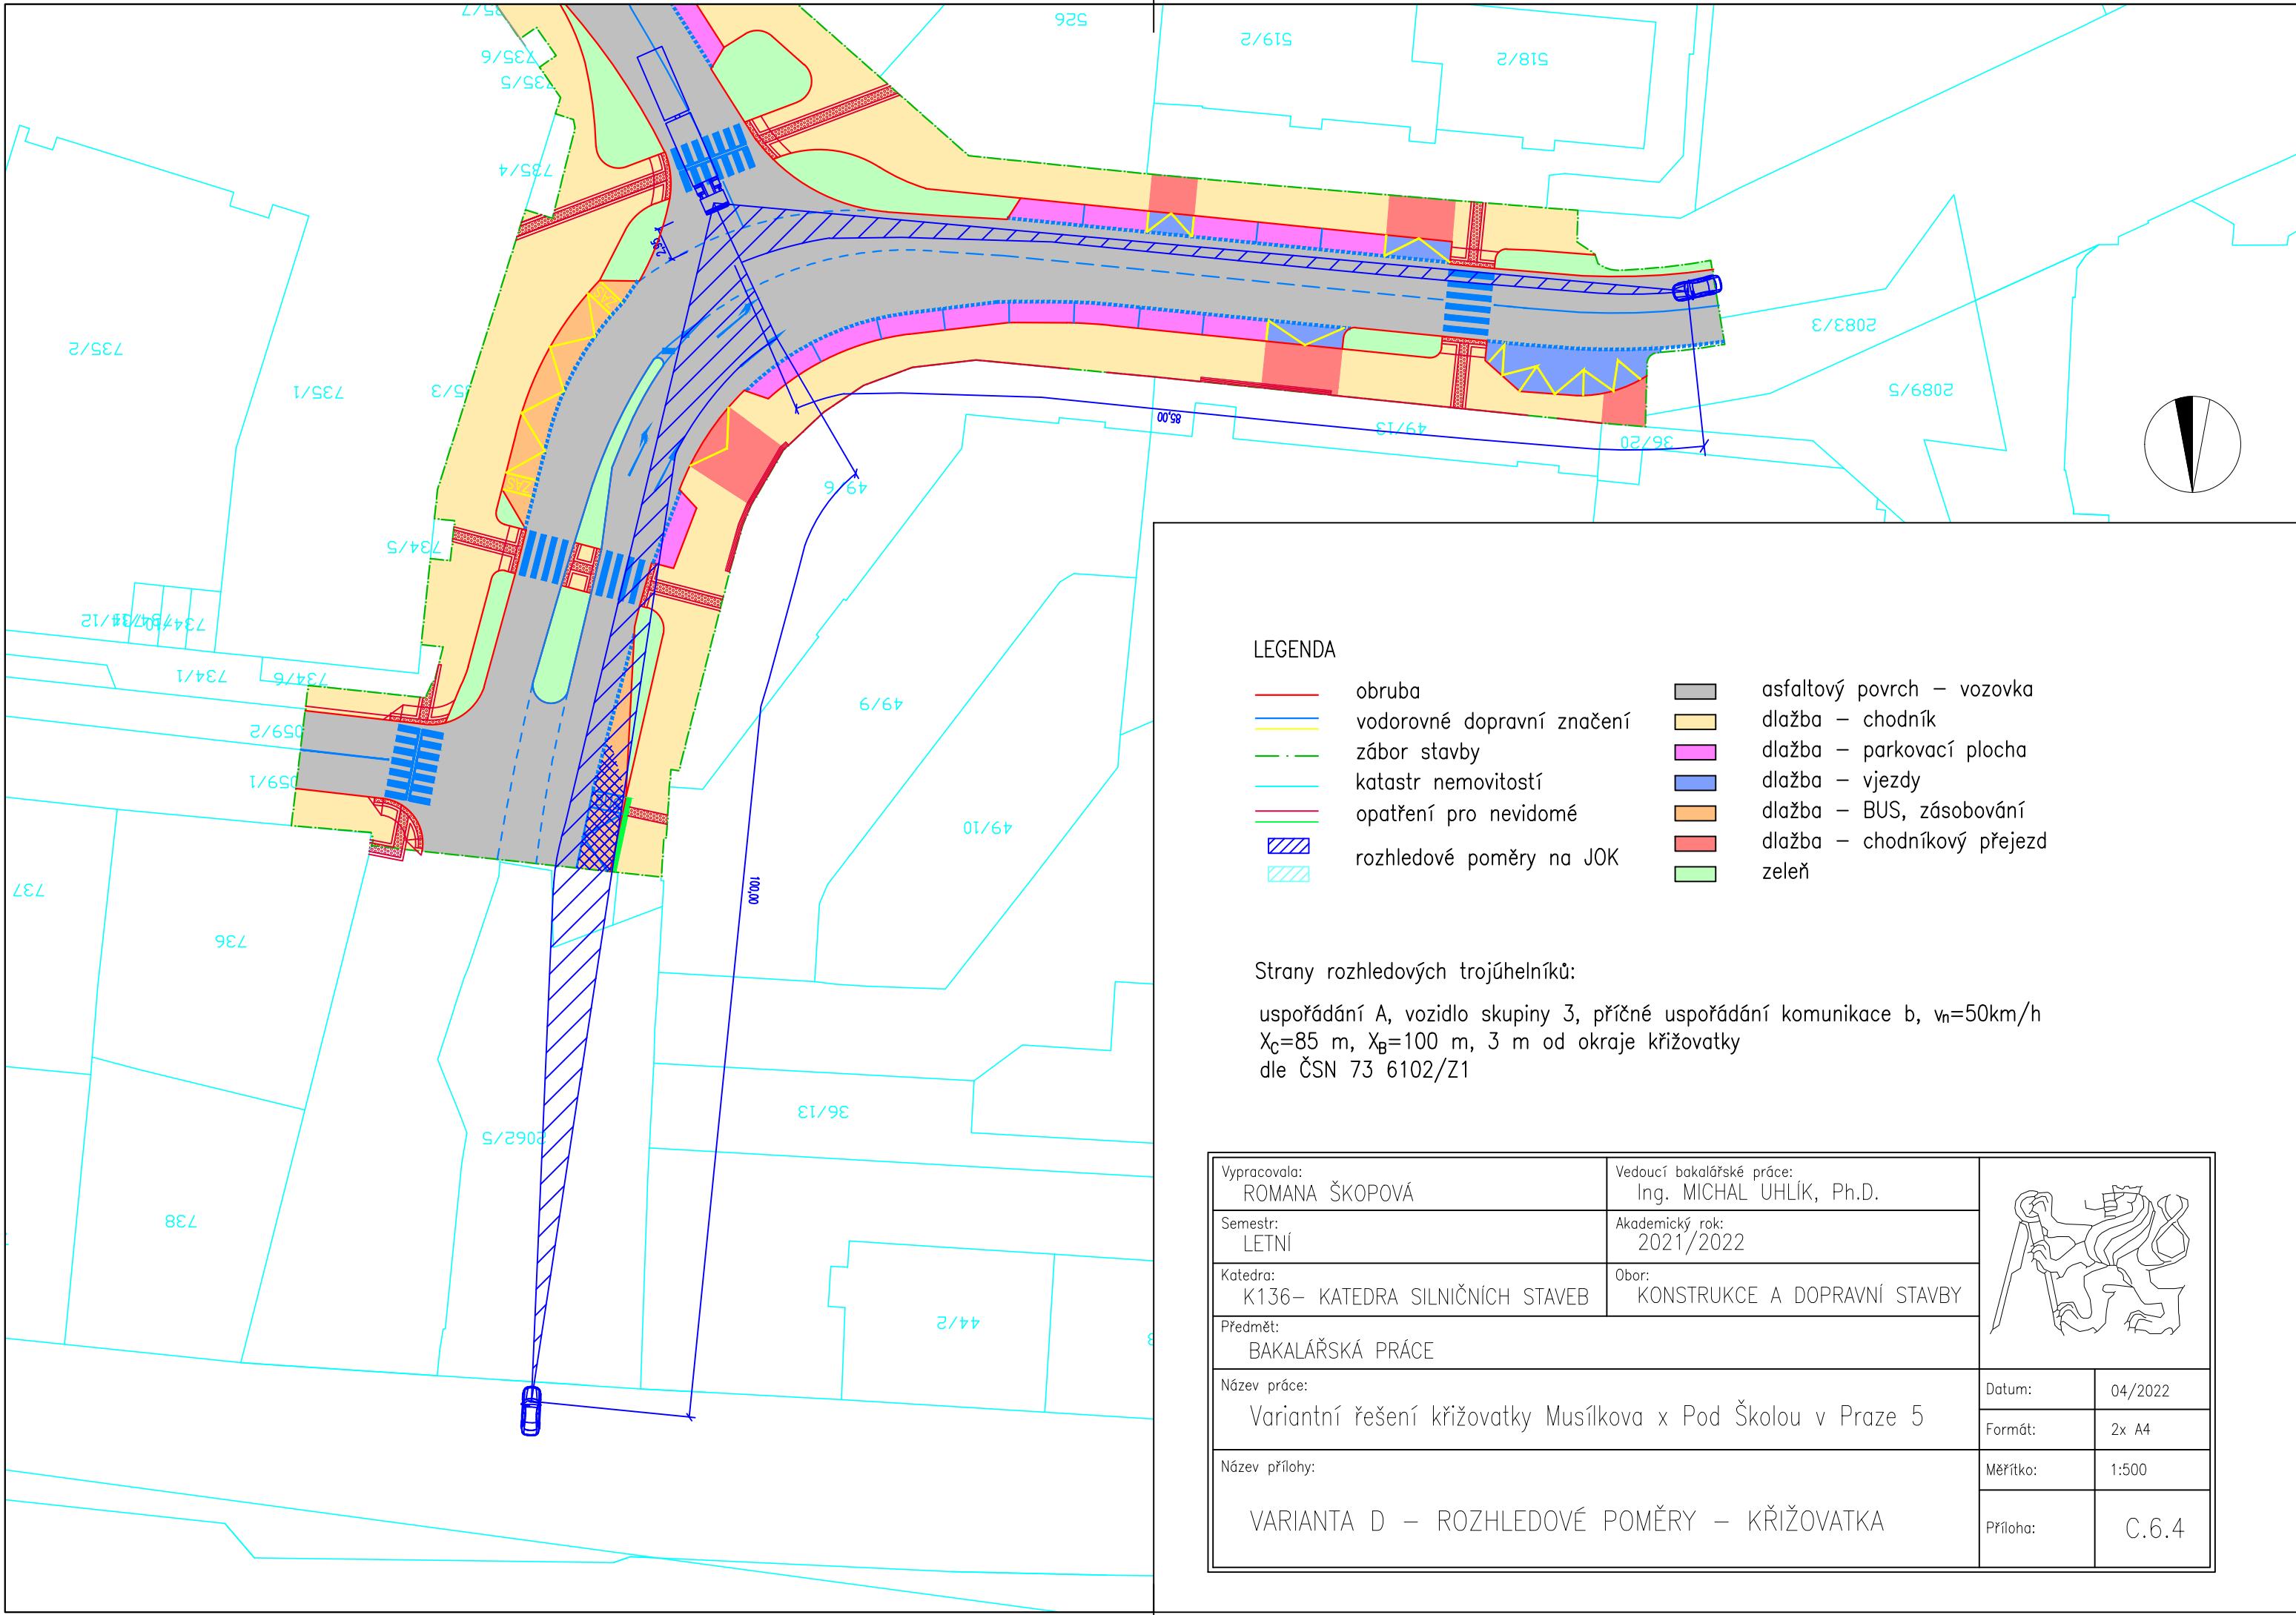 735/6
735/5
735/4
526
519/2
518/2
735/2
735/1
2,95
2083/3
2089/5
85,00
49/13
36/20
49/6
ZÁS
ZÁS
734/5
734/1
734/6
49/9
49/10
100,00
737
736
738
2062/5
36/13
44/2
LEGENDA
obruba
vodorovné dopravní značení
zábor stavby
katastr nemovitostí
opatření pro nevidomé
rozhledové poměry na JOK
asfaltový povrch – vozovka
dlažba – chodník
dlažba – parkovací plocha
dlažba – vjezdy
dlažba – BUS, zásobování
dlažba – chodníkový přejezd
zeleň
Strany rozhledových trojúhelníků:
uspořádání A, vozidlo skupiny 3, příčné uspořádání komunikace b, vn=50km/h
XC=85 m, XB=100 m, 3 m od okraje křižovatky
dle ČSN 73 6102/Z1
Vypracovala:
ROMANA ŠKOPOVÁ
Vedoucí bakalářské práce:
Ing. MICHAL UHLÍK, Ph.D.
Semestr:
LETNÍ
Akademický rok:
2021/2022
Katedra:
K136– KATEDRA SILNIČNÍCH STAVEB
Obor:
KONSTRUKCE A DOPRAVNÍ STAVBY
Předmět:
BAKALÁŘSKÁ PRÁCE
Název práce:
Variantní řešení křižovatky Musílkova x Pod Školou v Praze 5
Datum:
04/2022
Formát:
2x A4
Název přílohy:
VARIANTA D – ROZHLEDOVÉ POMĚRY – KŘIŽOVATKA
Měřítko:
1:500
Příloha:
C.6.4